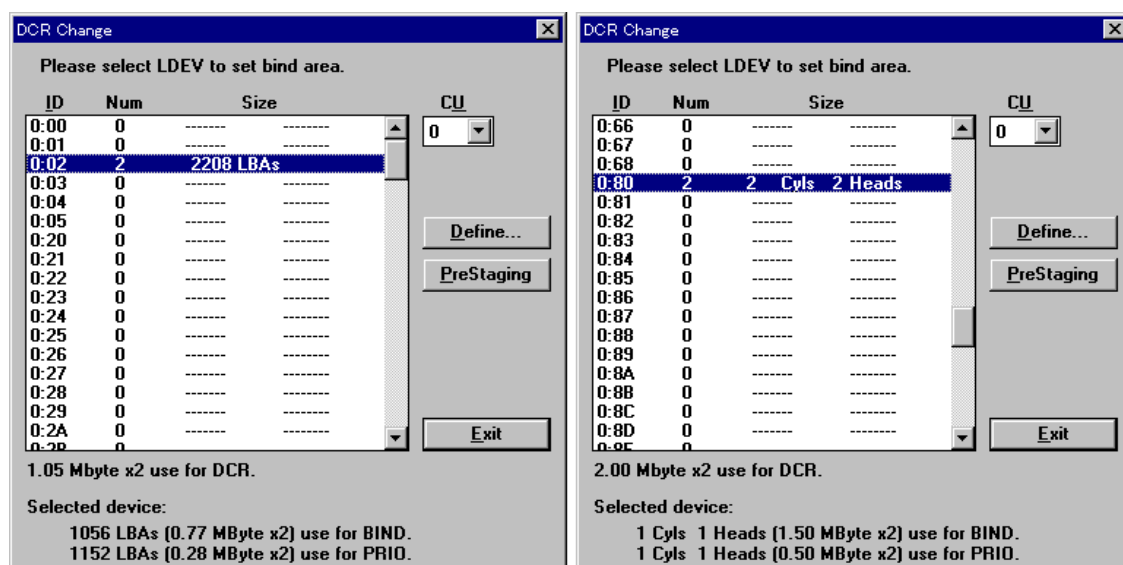 DCR Change
Please select LDEV to set bind area.
ID Num Size CU
0:00 0 ------- -------- 0
0:01 0 ------- --------
0:02 2 2208 LBAs
0:03 0 ------- --------
0:04 0 ------- --------
0:05 0 ------- --------
0:20 0 ------- --------
0:21 0 ------- --------
0:22 0 ------- --------
0:23 0 ------- --------
0:24 0 ------- --------
0:25 0 ------- --------
0:26 0 ------- --------
0:27 0 ------- --------
0:28 0 ------- --------
0:29 0 ------- --------
0:2A 0 ------- --------
Define...
PreStaging
Exit
1.05 Mbyte x2 use for DCR.
Selected device:
1056 LBAs (0.77 MByte x2) use for BIND.
1152 LBAs (0.28 MByte x2) use for PRIO.
DCR Change
Please select LDEV to set bind area.
ID Num Size CU
0:66 0 ------- -------- 0
0:67 0 ------- --------
0:68 0 ------- --------
0:80 2 2 Cyls 2 Heads
0:81 0 ------- --------
0:82 0 ------- --------
0:83 0 ------- --------
0:84 0 ------- --------
0:85 0 ------- --------
0:86 0 ------- --------
0:87 0 ------- --------
0:88 0 ------- --------
0:89 0 ------- --------
0:8A 0 ------- --------
0:8B 0 ------- --------
0:8C 0 ------- --------
0:8D 0 ------- --------
Define...
PreStaging
Exit
2.00 Mbyte x2 use for DCR.
Selected device:
1 Cyls 1 Heads (1.50 MByte x2) use for BIND.
1 Cyls 1 Heads (0.50 MByte x2) use for PRIO.